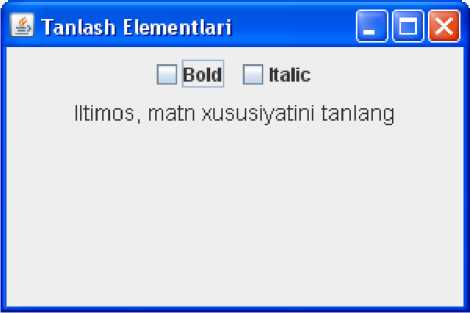 Tanlash Elementlari
Bold Italic
Iltimos, matn xususiyatini tanlang